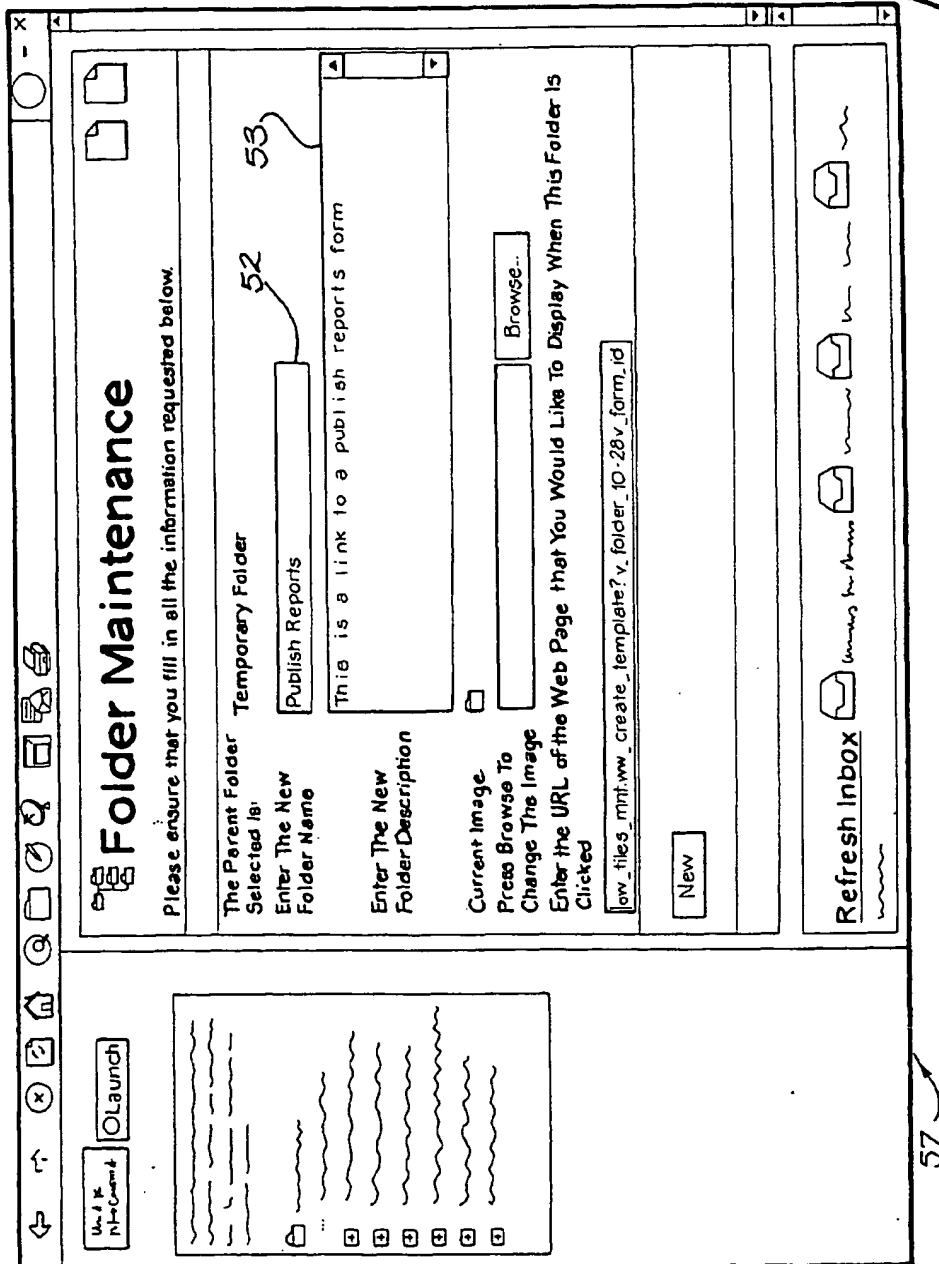 Launch
Folder Maintenance
Please ensure that you fill in all the information requested below.
The Parent Folder
Selected Is: Temporary Folder
Enter The New
Folder Name
Publish Reports
52
53
Enter The New
Folder Description
This is a link to a publish reports form
Current Image
Press Browse To
Change The Image
Browse..
Enter the URL of the Web Page that You Would Like To Display When This Folder Is
Clicked
ow_files_mnt.ww_create_template?v_folder_10-28v_form_id
New
Refresh Inbox
57